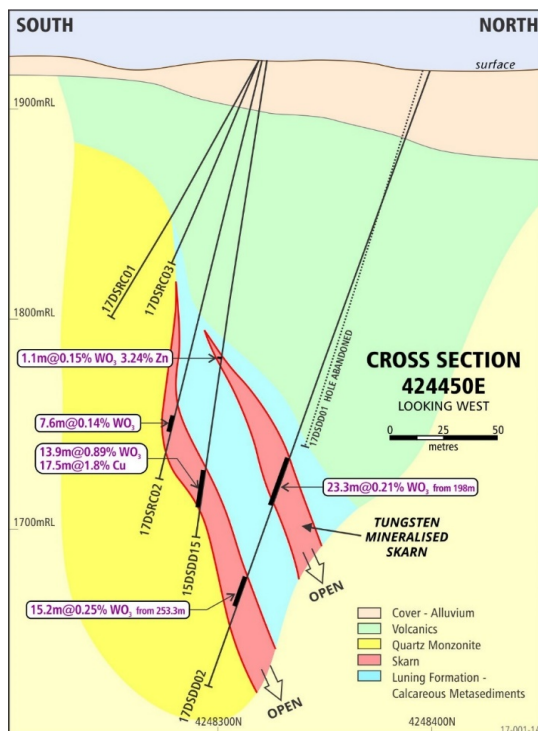 SOUTH
NORTH
surface
1900mRL
1800mRL
1700mRL
17DSRC01
17DSRC03
17DSDD01 HOLE ABANDONED
1.1m@0.15% WO₃ 3.24% Zn
CROSS SECTION
424450E
LOOKING WEST
0 25 50
metres
7.6m@0.14% WO₃
13.9m@0.89% WO₃
17.5m@1.8% Cu
17DSRC02
23.3m@0.21% WO₃ from 198m
15DSDD15
TUNGSTEN
MINERALISED
SKARN
OPEN
15.2m@0.25% WO₃ from 253.3m
17DSDD02
OPEN
Cover - Alluvium
Volcanics
Quartz Monzonite
Skarn
Luning Formation -
Calcareous Metasediments
4248300N
4248400N